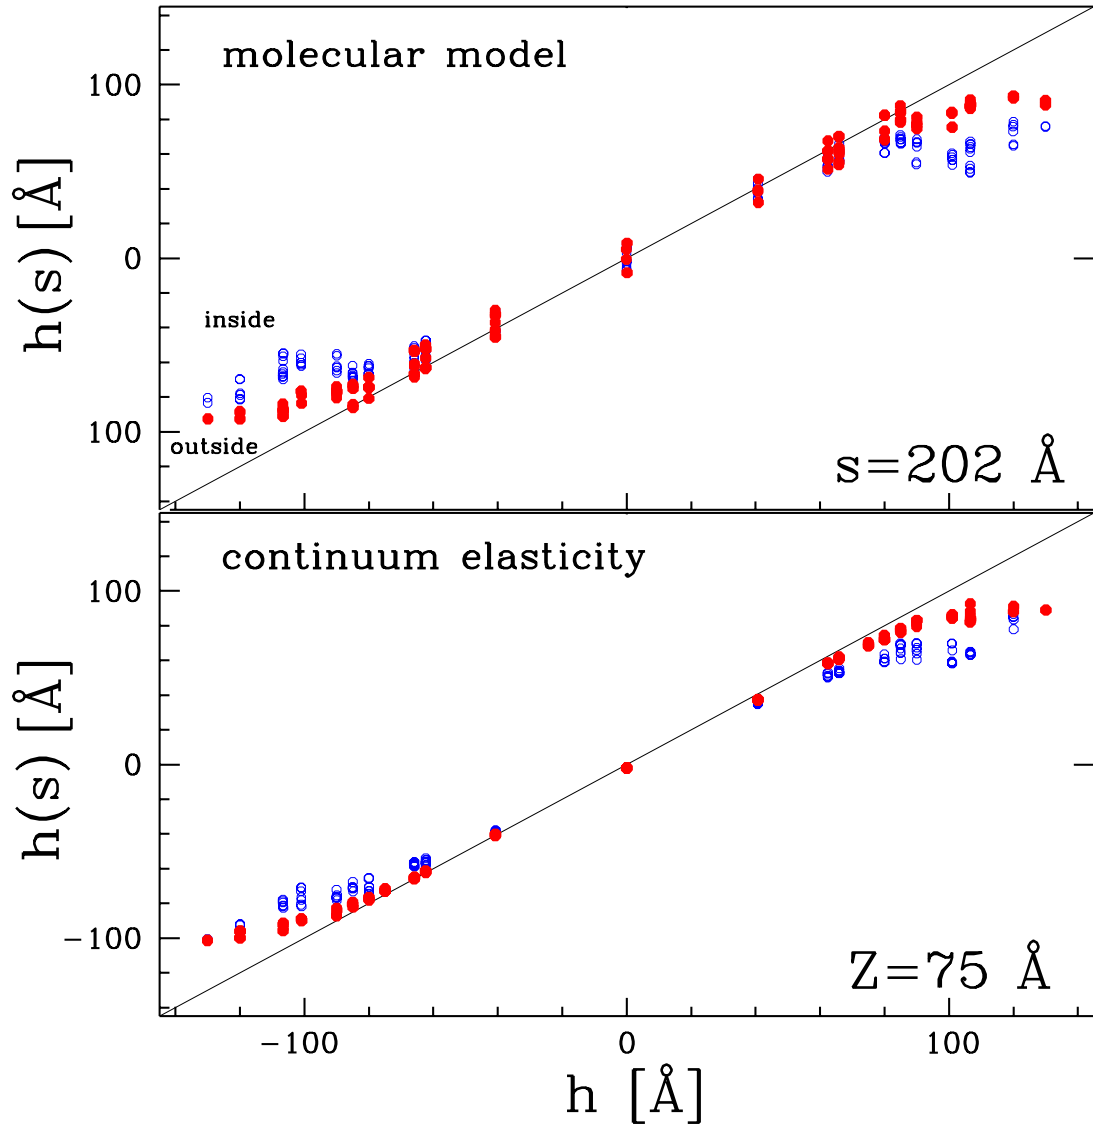 molecular model
100
0
100
h(s) [Å]
inside
outside
s=202 Å
continuum elasticity
100
0
-100
h(s) [Å]
Z=75 Å
-100 0 100
h [Å]